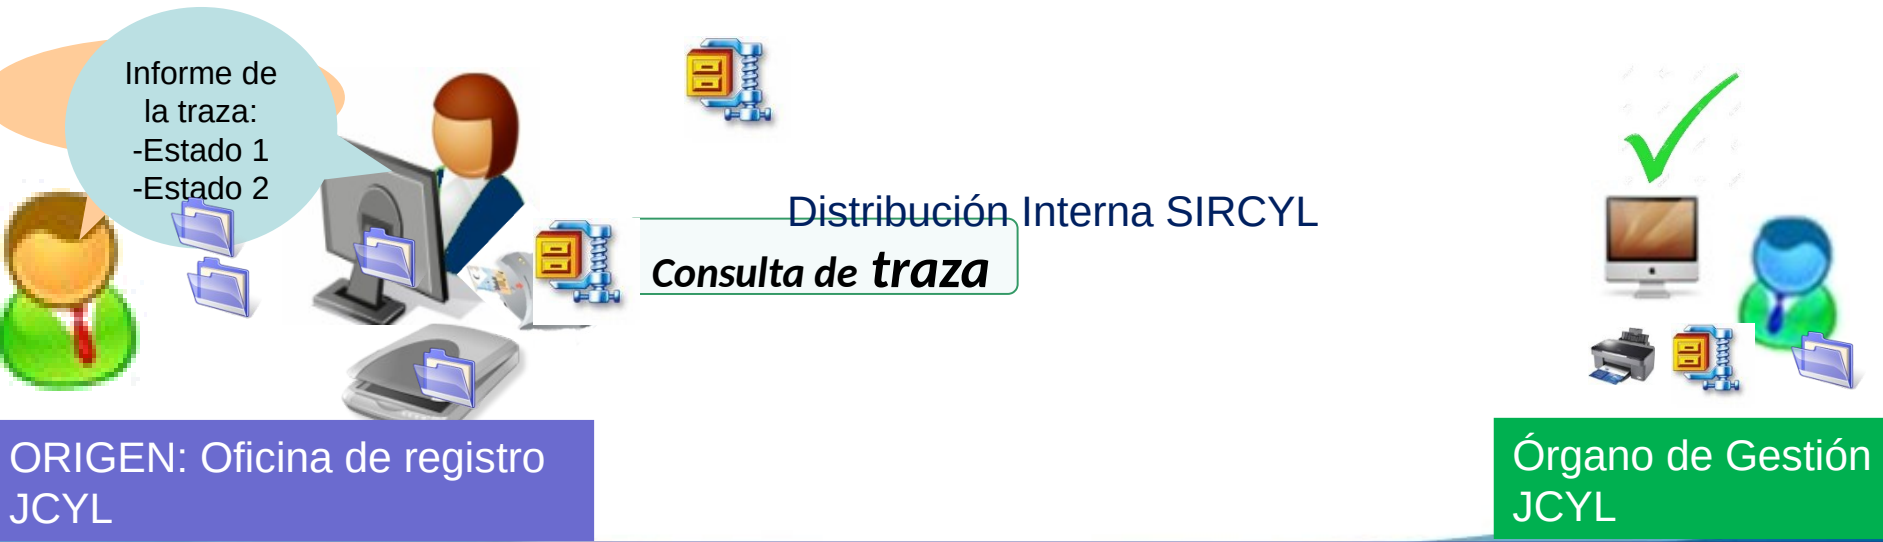 Informe de
la traza:
-Estado 1
-Estado 2
Distribución Interna SIRCYL
Consulta de traza
ORIGEN: Oficina de registro
JCYL
Órgano de Gestión
JCYL